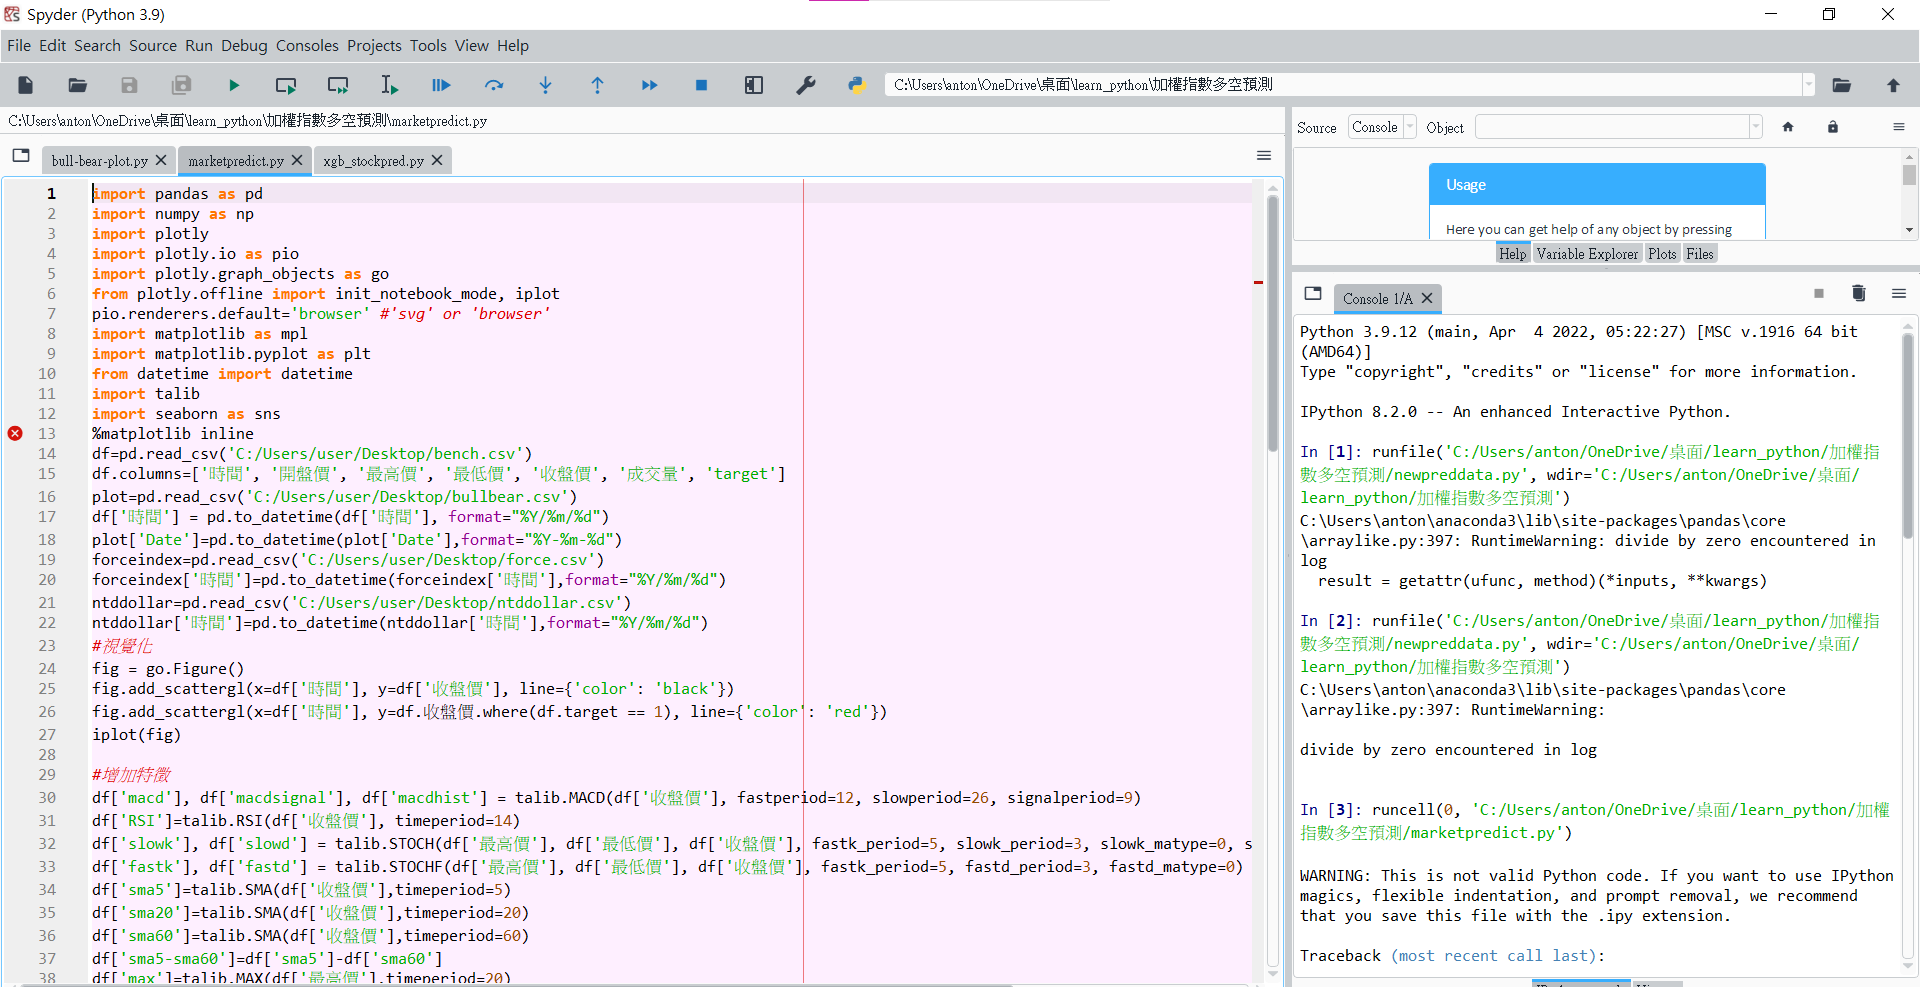 Spyder (Python 3.9)
File Edit Search Source Run Debug Consoles Projects Tools View Help
C:\Users\anton\OneDrive\桌面\learn_python\加權指數多空預測
C:\Users\anton\OneDrive\桌面\learn_python\加權指數多空預測\marketpredict.py
bull-bear-plot.py marketpredict.py xgb_stockpred.py
1 import pandas as pd
2 import numpy as np
3 import plotly
4 import plotly.io as pio
5 import plotly.graph_objects as go
6 from plotly.offline import init_notebook_mode, iplot
7 pio.renderers.default='browser' #'svg' or 'browser'
8 import matplotlib as mpl
9 import matplotlib.pyplot as plt
10 from datetime import datetime
11 import talib
12 import seaborn as sns
13 %matplotlib inline
14 df=pd.read_csv('C:/Users/user/Desktop/bench.csv')
15 df.columns=['時間', '開盤價', '最高價', '最低價', '收盤價', '成交量', 'target']
16 plot=pd.read_csv('C:/Users/user/Desktop/bullbear.csv')
17 df['時間'] = pd.to_datetime(df['時間'], format="%Y/%m/%d")
18 plot['Date']=pd.to_datetime(plot['Date'],format="%Y-%m-%d")
19 forceindex=pd.read_csv('C:/Users/user/Desktop/force.csv')
20 forceindex['時間']=pd.to_datetime(forceindex['時間'],format="%Y/%m/%d")
21 ntddollar=pd.read_csv('C:/Users/user/Desktop/ntddollar.csv')
22 ntddollar['時間']=pd.to_datetime(ntddollar['時間'],format="%Y/%m/%d")
23 #視覺化
24 fig = go.Figure()
25 fig.add_scattergl(x=df['時間'], y=df['收盤價'], line={'color': 'black'})
26 fig.add_scattergl(x=df['時間'], y=df.收盤價.where(df.target == 1), line={'color': 'red'})
27 iplot(fig)
28
29 #增加特徵
30 df['macd'], df['macdsignal'], df['macdhist'] = talib.MACD(df['收盤價'], fastperiod=12, slowperiod=26, signalperiod=9)
31 df['RSI']=talib.RSI(df['收盤價'], timeperiod=14)
32 df['slowk'], df['slowd'] = talib.STOCH(df['最高價'], df['最低價'], df['收盤價'], fastk_period=5, slowk_period=3, slowk_matype=0, s
33 df['fastk'], df['fastd'] = talib.STOCHF(df['最高價'], df['最低價'], df['收盤價'], fastk_period=5, fastd_period=3, fastd_matype=0)
34 df['sma5']=talib.SMA(df['收盤價'],timeperiod=5)
35 df['sma20']=talib.SMA(df['收盤價'],timeperiod=20)
36 df['sma60']=talib.SMA(df['收盤價'],timeperiod=60)
37 df['sma5-sma60']=df['sma5']-df['sma60']
38 df['max']=talib.MAX(df['最高價'],timeperiod=20)
Source Console Object
Usage
Here you can get help of any object by pressing
Help Variable Explorer Plots Files
Console 1/A
Python 3.9.12 (main, Apr  4 2022, 05:22:27) [MSC v.1916 64 bit
(AMD64)]
Type "copyright", "credits" or "license" for more information.
IPython 8.2.0 -- An enhanced Interactive Python.
In [1]: runfile('C:/Users/anton/OneDrive/桌面/learn_python/加權指
數多空預測/newpreddata.py', wdir='C:/Users/anton/OneDrive/桌面/
learn_python/加權指數多空預測')
C:\Users\anton\anaconda3\lib\site-packages\pandas\core
\arraylike.py:397: RuntimeWarning: divide by zero encountered in
log
result = getattr(ufunc, method)(*inputs, **kwargs)
In [2]: runfile('C:/Users/anton/OneDrive/桌面/learn_python/加權指
數多空預測/newpreddata.py', wdir='C:/Users/anton/OneDrive/桌面/
learn_python/加權指數多空預測')
C:\Users\anton\anaconda3\lib\site-packages\pandas\core
\arraylike.py:397: RuntimeWarning:
divide by zero encountered in log
In [3]: runcell(0, 'C:/Users/anton/OneDrive/桌面/learn_python/加權
指數多空預測/marketpredict.py')
WARNING: This is not valid Python code. If you want to use IPython
magics, flexible indentation, and prompt removal, we recommend
that you save this file with the .ipy extension.
Traceback (most recent call last):